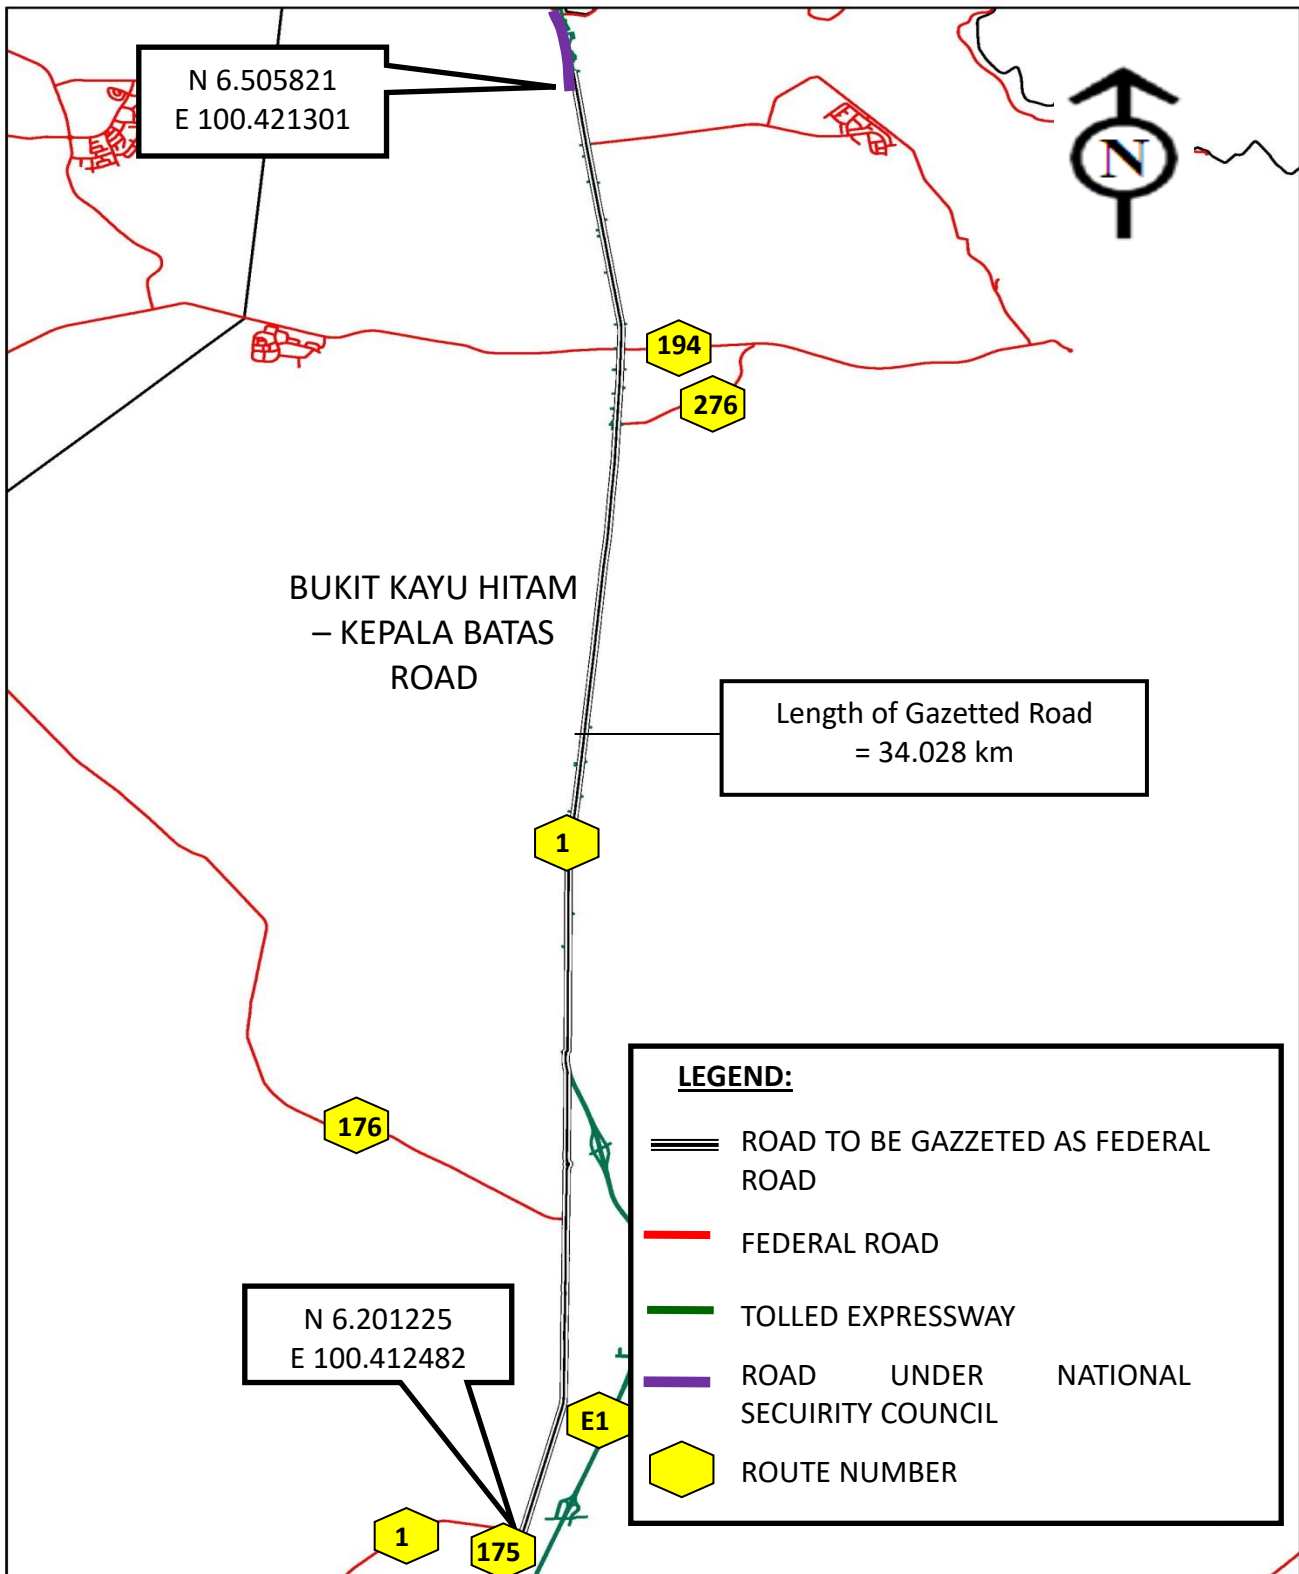 N 6.505821
E 100.421301
N
194
276
BUKIT KAYU HITAM
– KEPALA BATAS
ROAD
Length of Gazetted Road
= 34.028 km
1
176
LEGEND:
ROAD TO BE GAZZETED AS FEDERAL
ROAD
FEDERAL ROAD
TOLLED EXPRESSWAY
ROAD UNDER NATIONAL
SECUIRITY COUNCIL
ROUTE NUMBER
N 6.201225
E 100.412482
E1
1
175